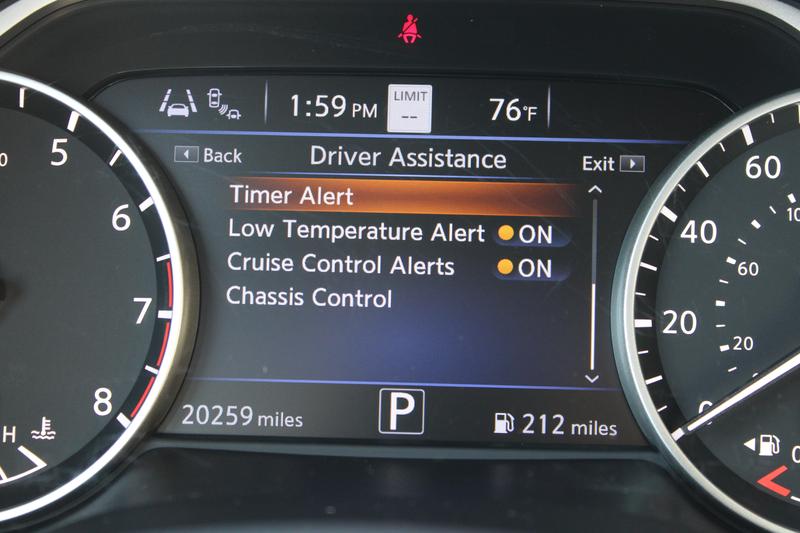 1:59 PM LIMIT -- 76°F
Back Driver Assistance Exit
Timer Alert
Low Temperature Alert ON
Cruise Control Alerts ON
Chassis Control
20259 miles P 212 miles
5
6
7
8
H
60
40
20
0
60
20